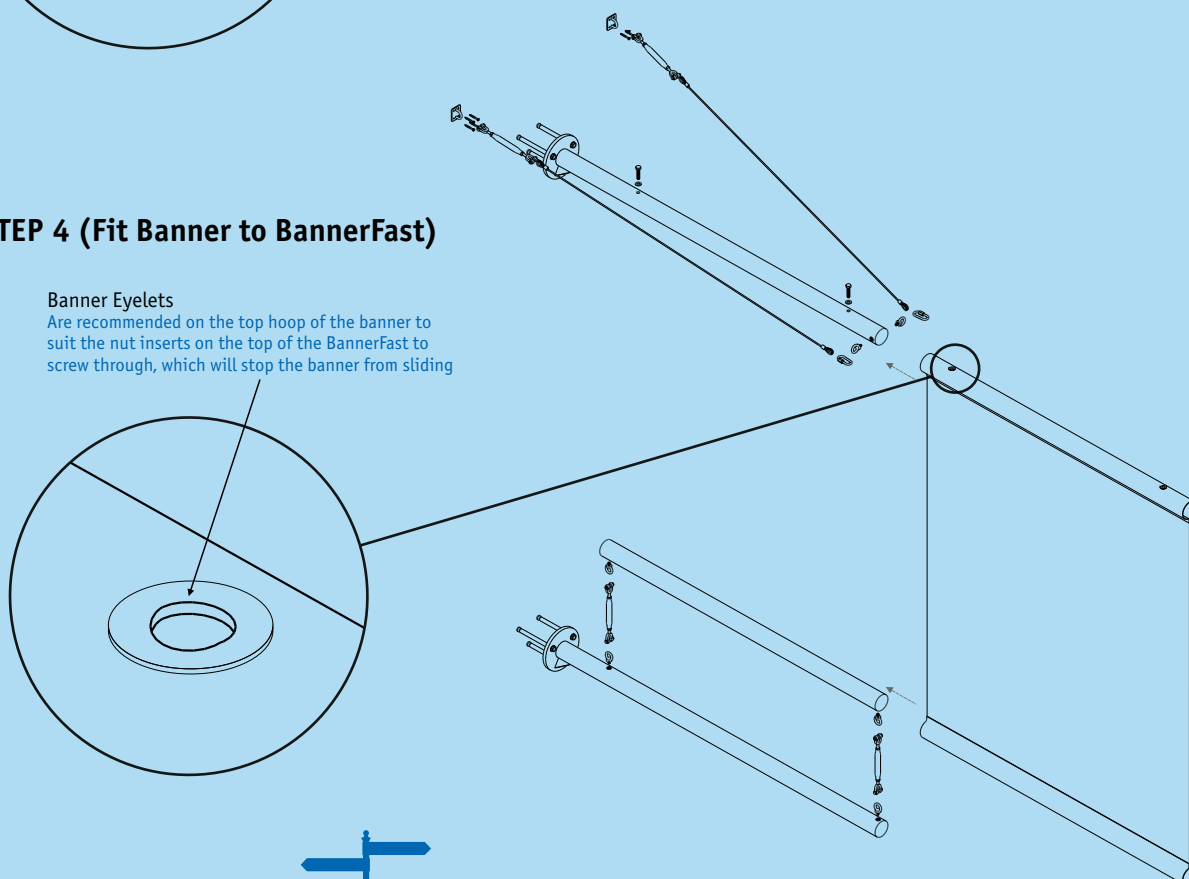 TEP 4 (Fit Banner to BannerFast)
Banner Eyelets
Are recommended on the top hoop of the banner to
suit the nut inserts on the top of the BannerFast to
screw through, which will stop the banner from sliding